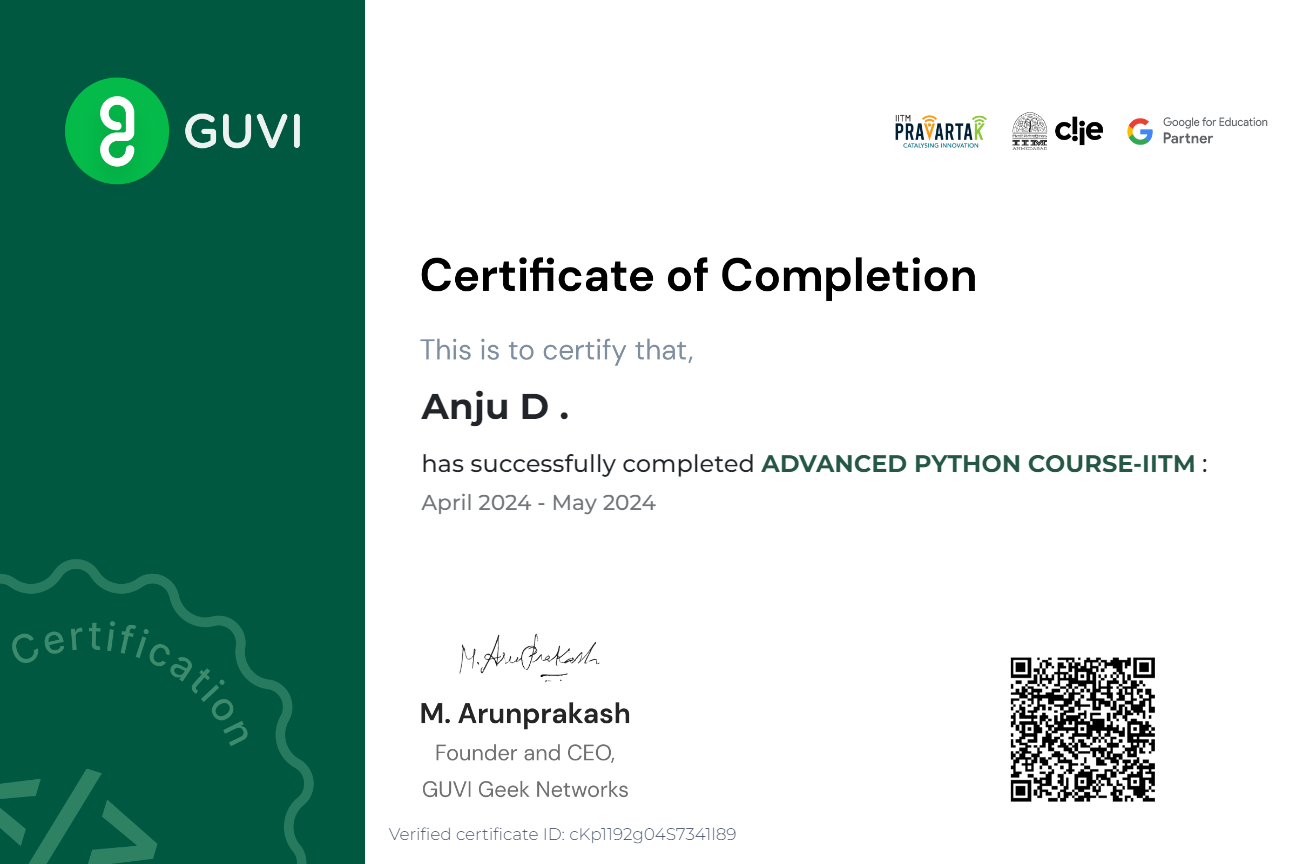 GUVI
IITM
PRAVARTAK
CATALYSING INNOVATION
IIM
AHMEDABAD
c!ie
Google for Education
Partner
Certificate of Completion
This is to certify that,
Anju D .
has successfully completed ADVANCED PYTHON COURSE-IITM :
April 2024 - May 2024
Certification
</>
M. Arunprakash
M. Arunprakash
Founder and CEO,
GUVI Geek Networks
Verified certificate ID: cKp1192g04S7341l89